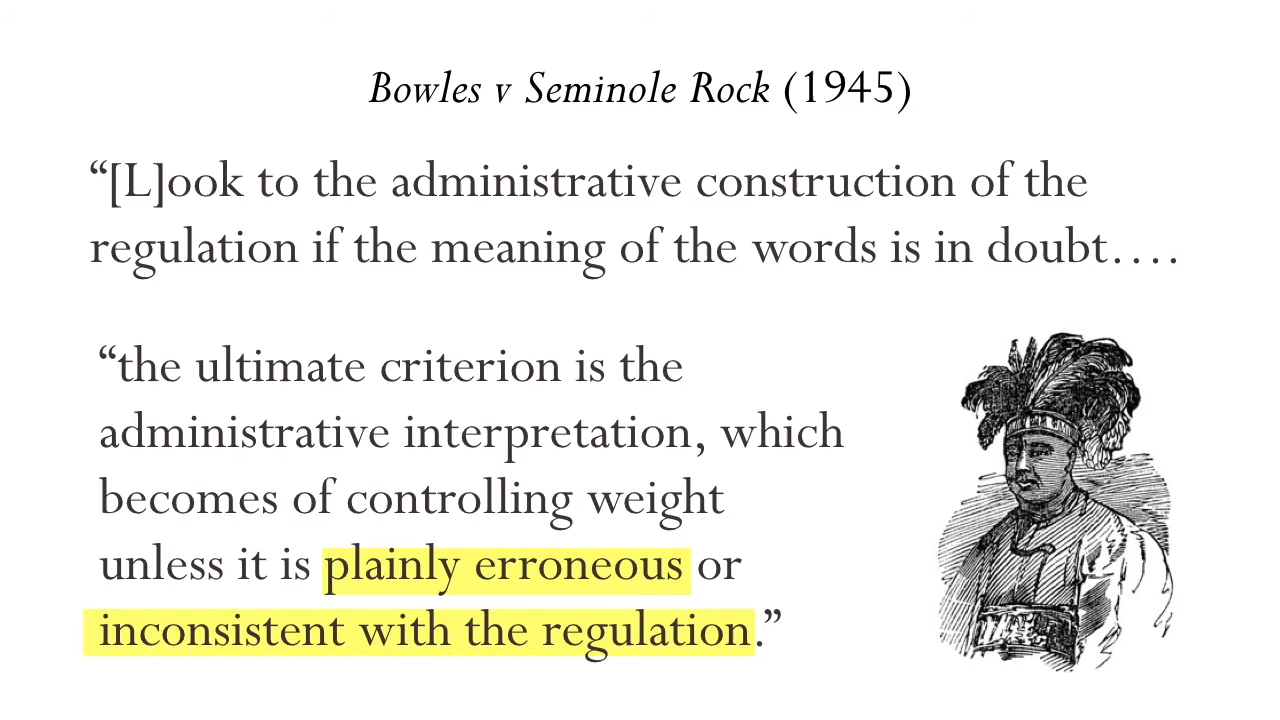 Bowles v Seminole Rock (1945)
“[L]ook to the administrative construction of the
regulation if the meaning of the words is in doubt….
“the ultimate criterion is the
administrative interpretation, which
becomes of controlling weight
unless it is plainly erroneous or
inconsistent with the regulation.”